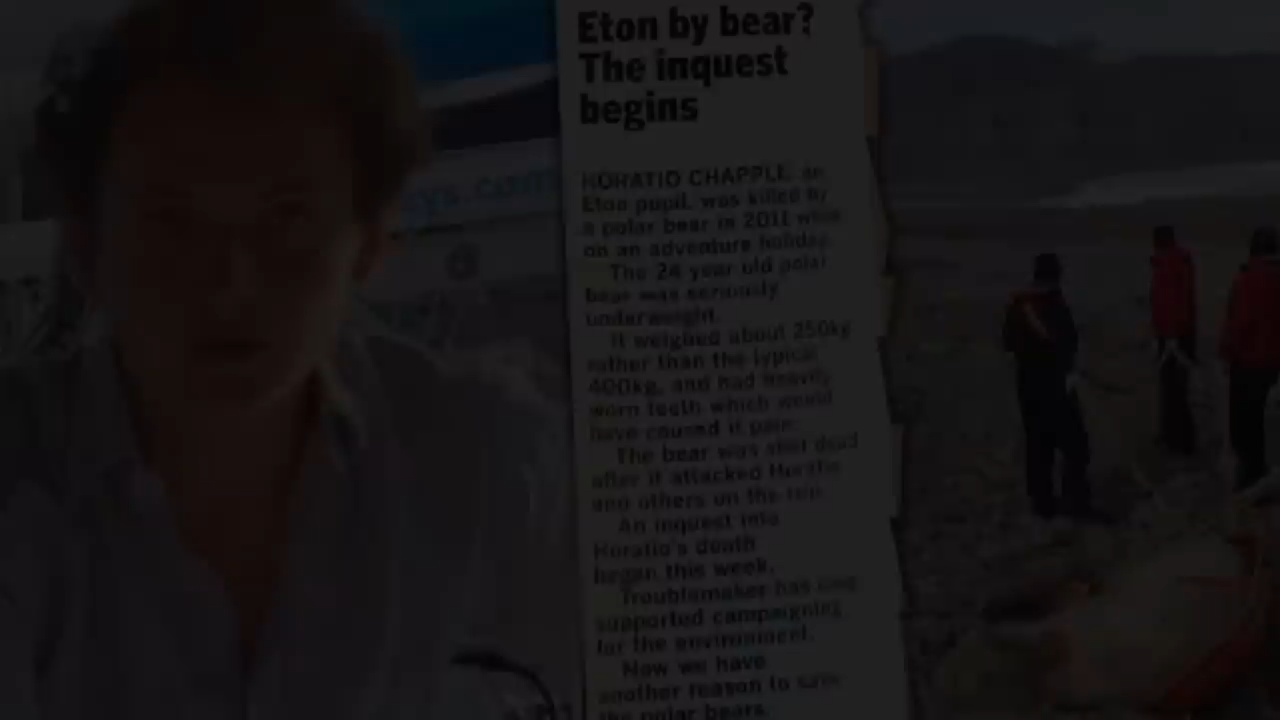 Eton by bear?
The inquest
begins
HORATIO CHAPPLE, an
Eton pupil, was killed by
a polar bear in 2011 while
on an adventure holiday.
The 24 year old polar
bear was seriously
underweight.
It weighed about 250kg
rather than the typical
400kg, and had heavily
worn teeth which would
have caused it pain.
The bear was shot dead
after it attacked Horatio
and others on the trip.
An inquest into
Horatio's death
began this week.
Troublemaker has
supported campaigning
for the environment.
Now we have
another reason to save
the polar bears.
ys.com
6